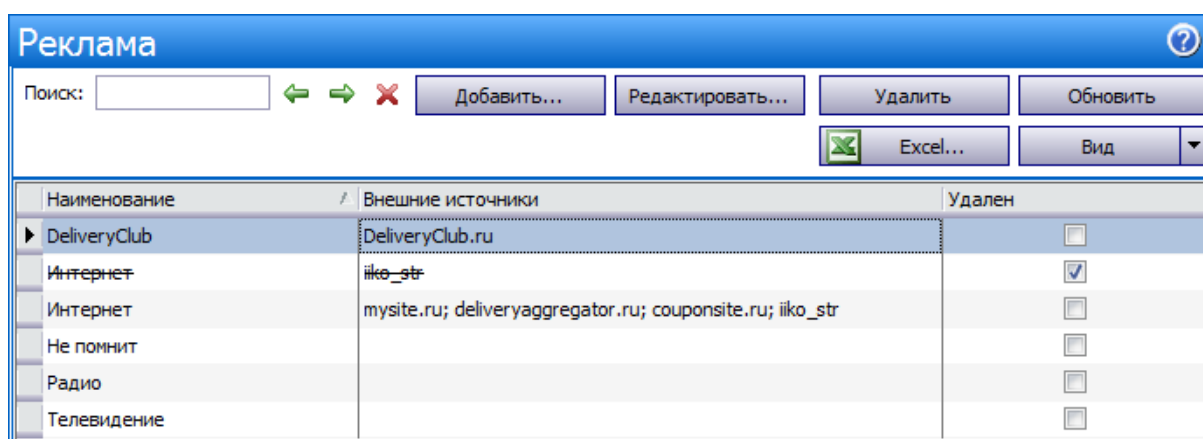 Реклама
Поиск: Добавить... Редактировать... Удалить Обновить
Excel... Вид
Наименование Внешние источники Удален
DeliveryClub DeliveryClub.ru
Интернет iiko_str
Интернет mysite.ru; deliveryaggregator.ru; couponsite.ru; iiko_str
Не помнит
Радио
Телевидение